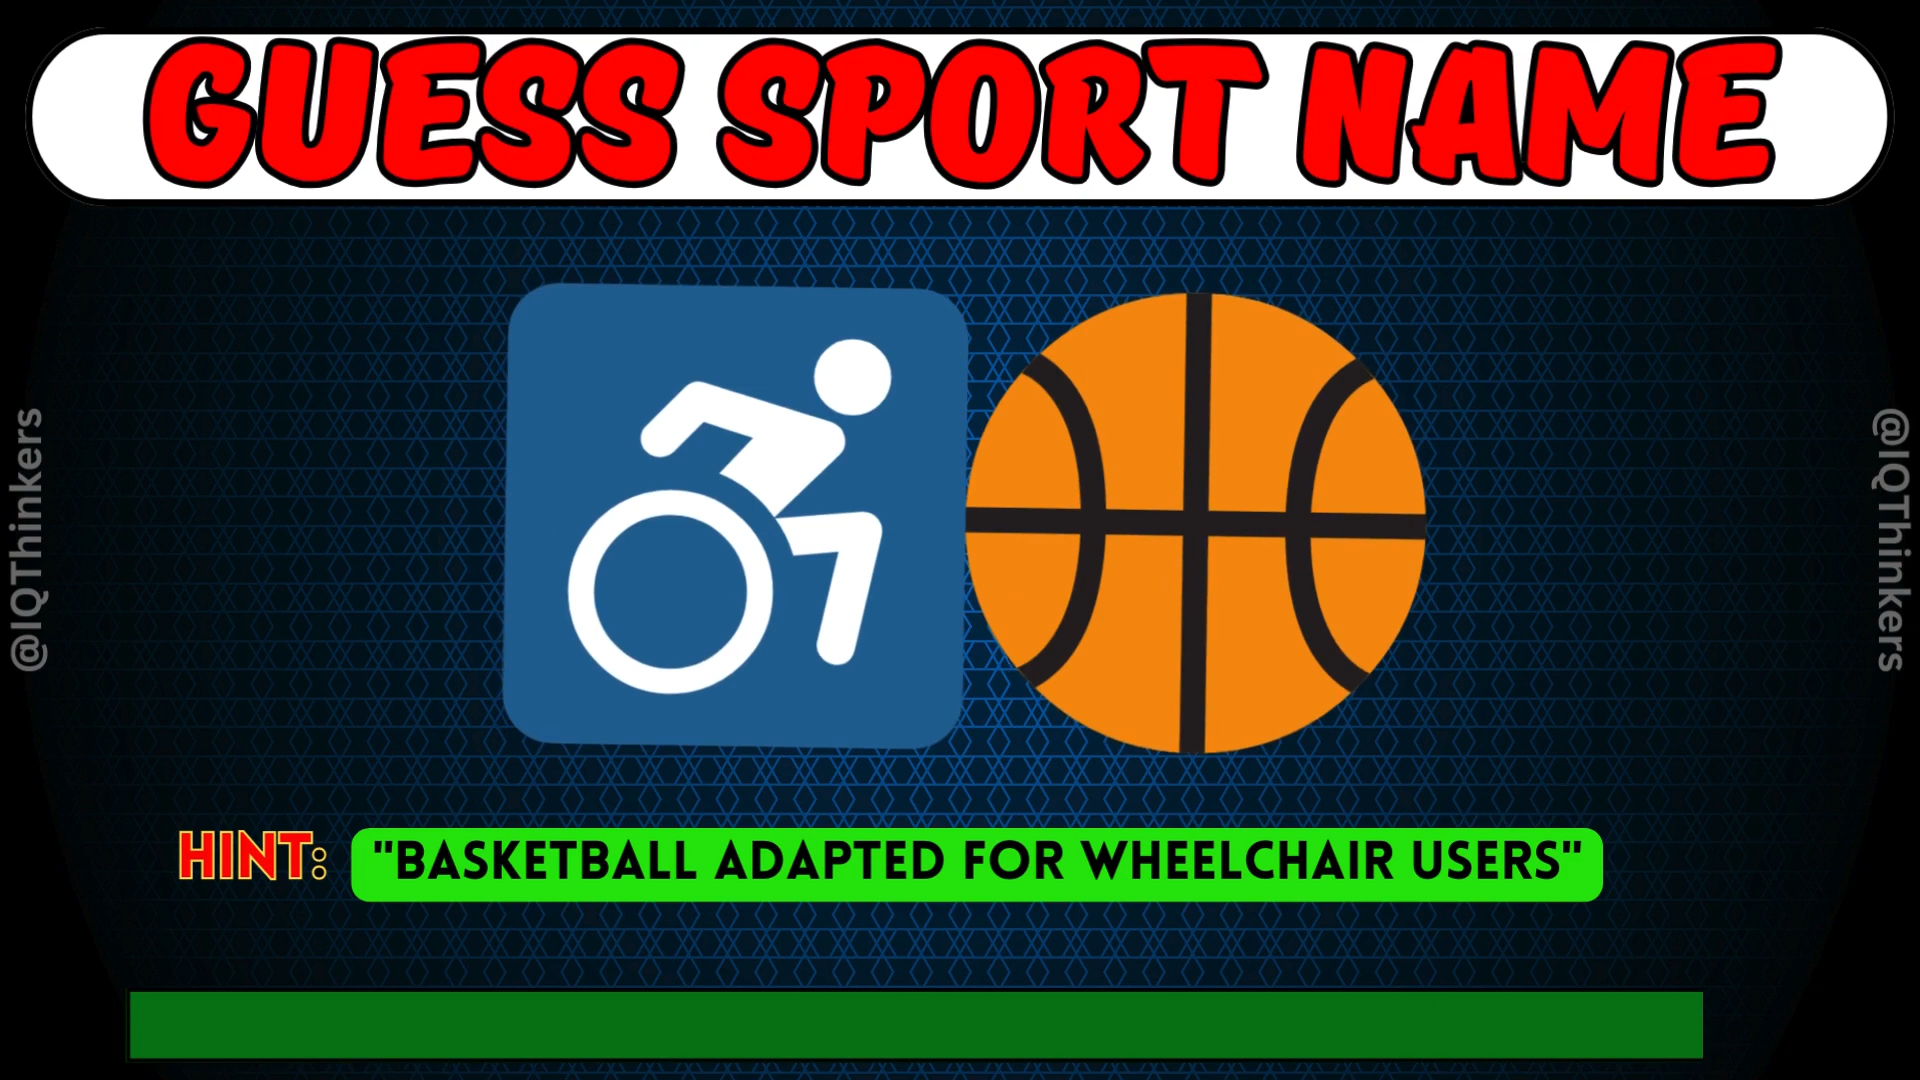 GUESS SPORT NAME
@IQThinkers
@IQThinkers
HINT: "BASKETBALL ADAPTED FOR WHEELCHAIR USERS"